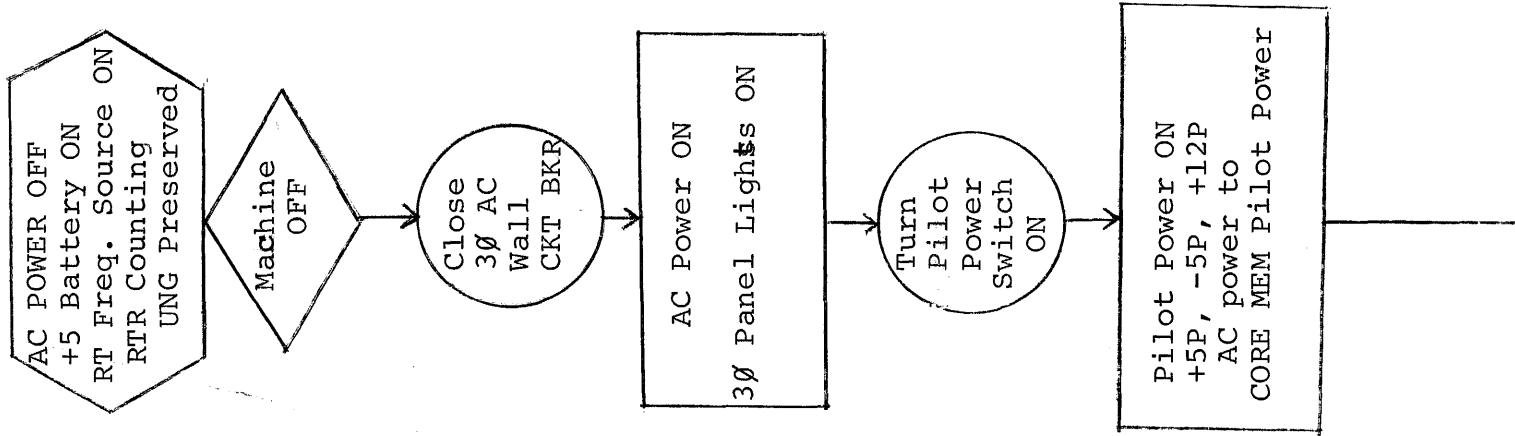 AC POWER OFF
+5 Battery ON
RT Freq. Source ON
RTR Counting
UNG Preserved
Machine
OFF
Close
3Ø AC
Wall
CKT BKR
AC Power ON
3Ø Panel Lights ON
Turn
Pilot
Power
Switch
ON
Pilot Power ON
+5P, -5P, +12P
AC power to
CORE MEM Pilot Power